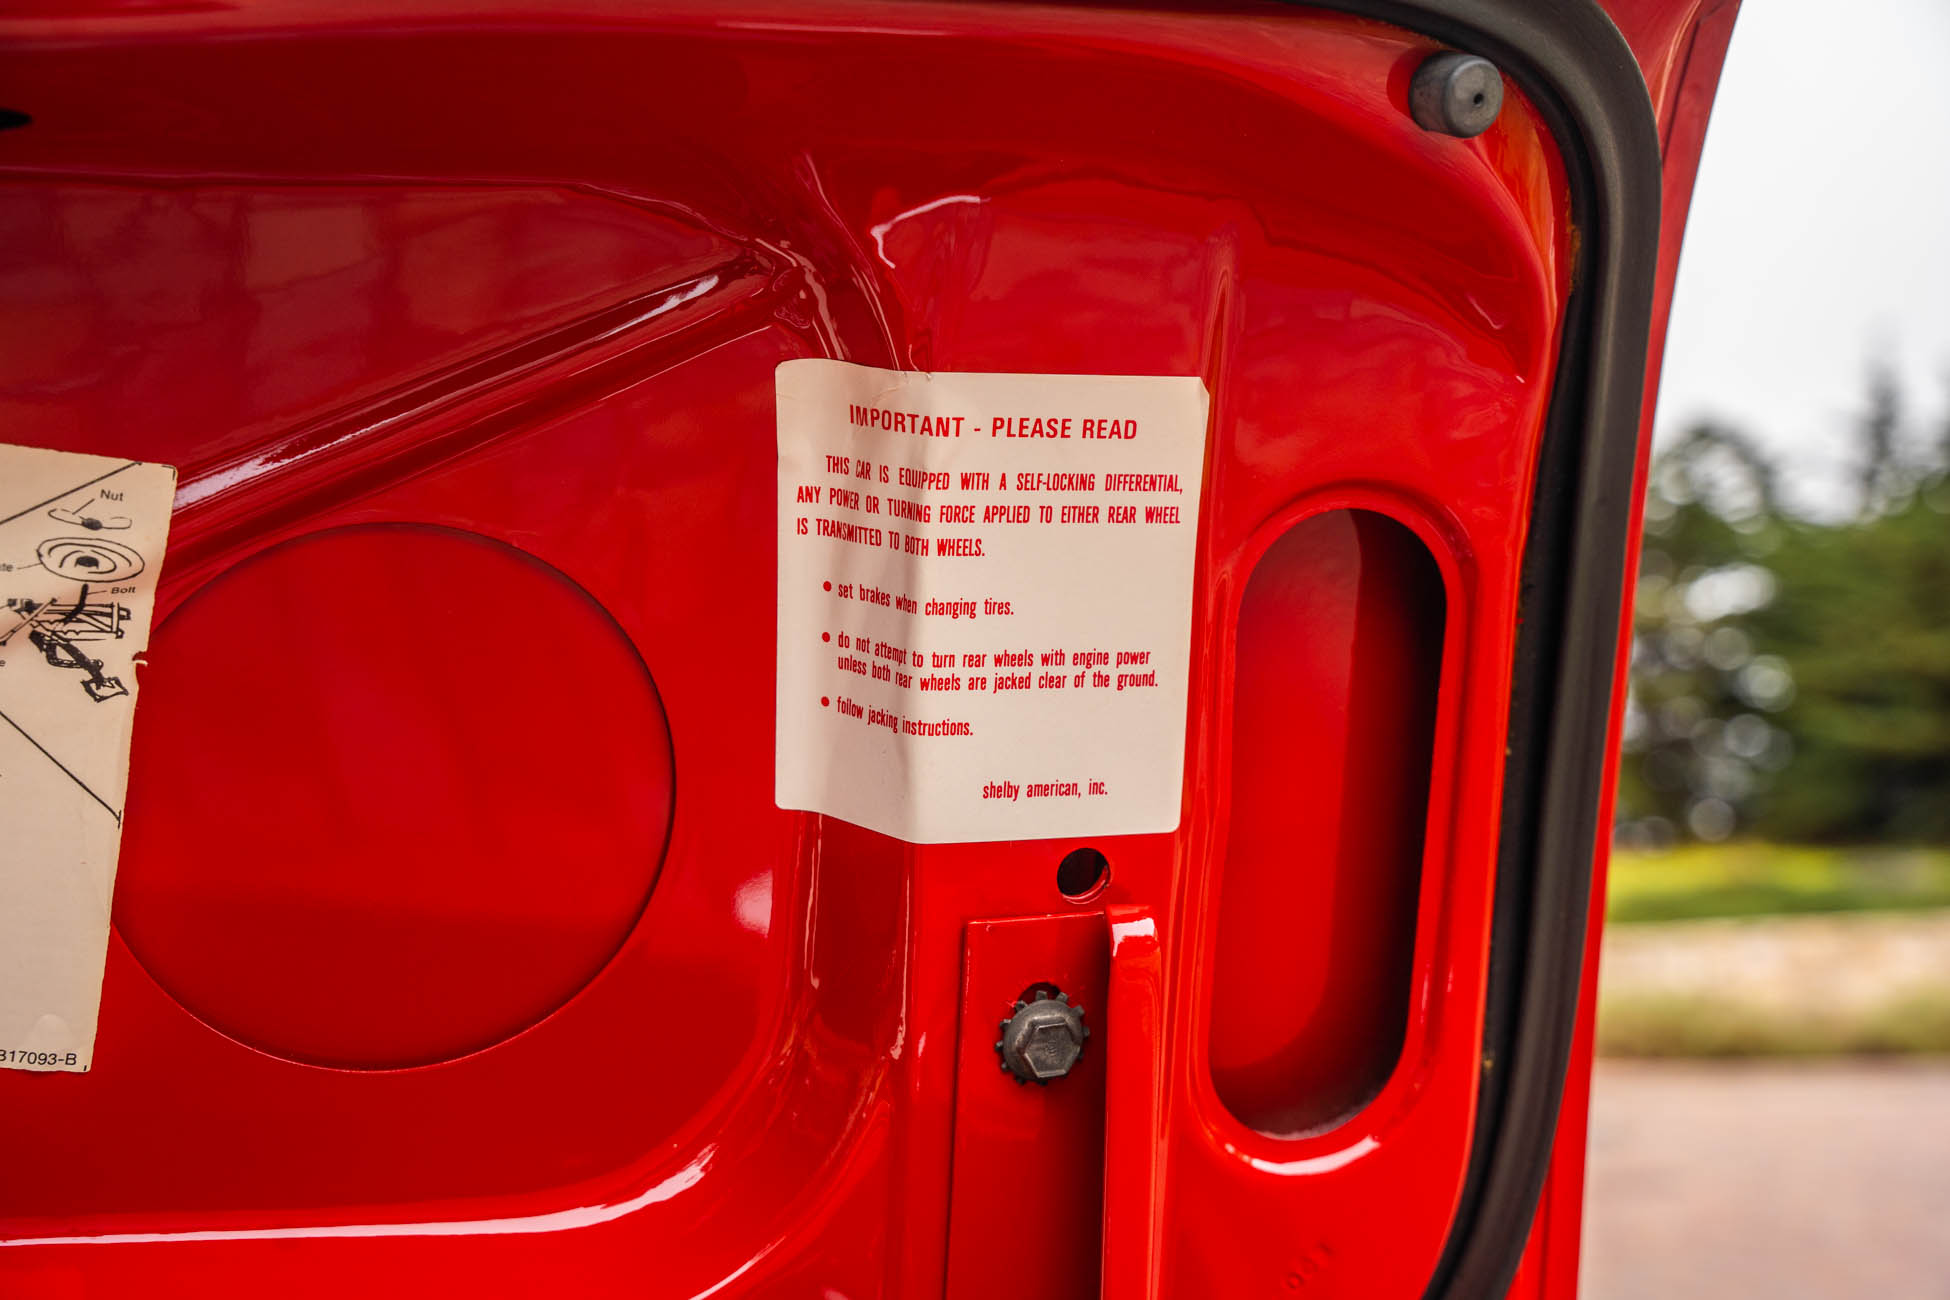 IMPORTANT - PLEASE READ
THIS CAR IS EQUIPPED WITH A SELF-LOCKING DIFFERENTIAL,
ANY POWER OR TURNING FORCE APPLIED TO EITHER REAR WHEEL
IS TRANSMITTED TO BOTH WHEELS.
• set brakes when changing tires.
• do not attempt to turn rear wheels with engine power
unless both rear wheels are jacked clear of the ground.
• follow jacking instructions.
shelby american, inc.
Nut
Bolt
317093-B